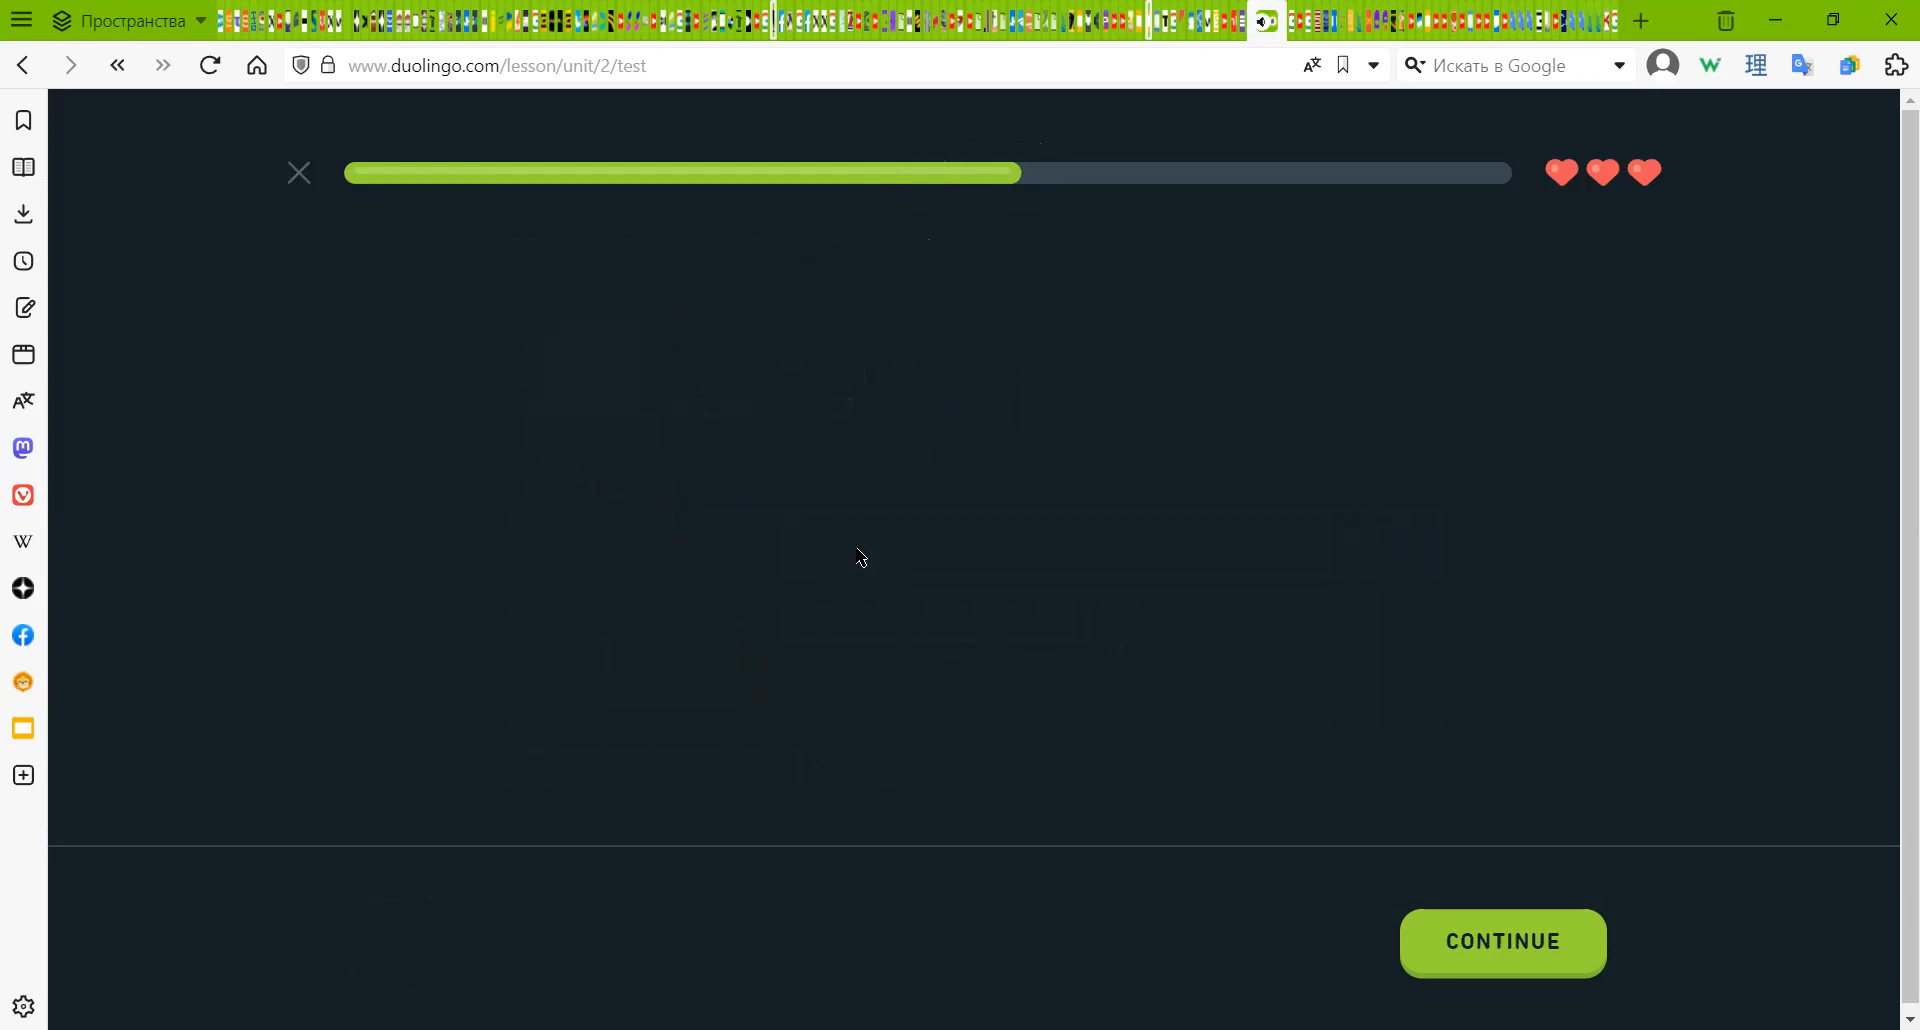 Пространства
www.duolingo.com/lesson/unit/2/test
Искать в Google
CONTINUE